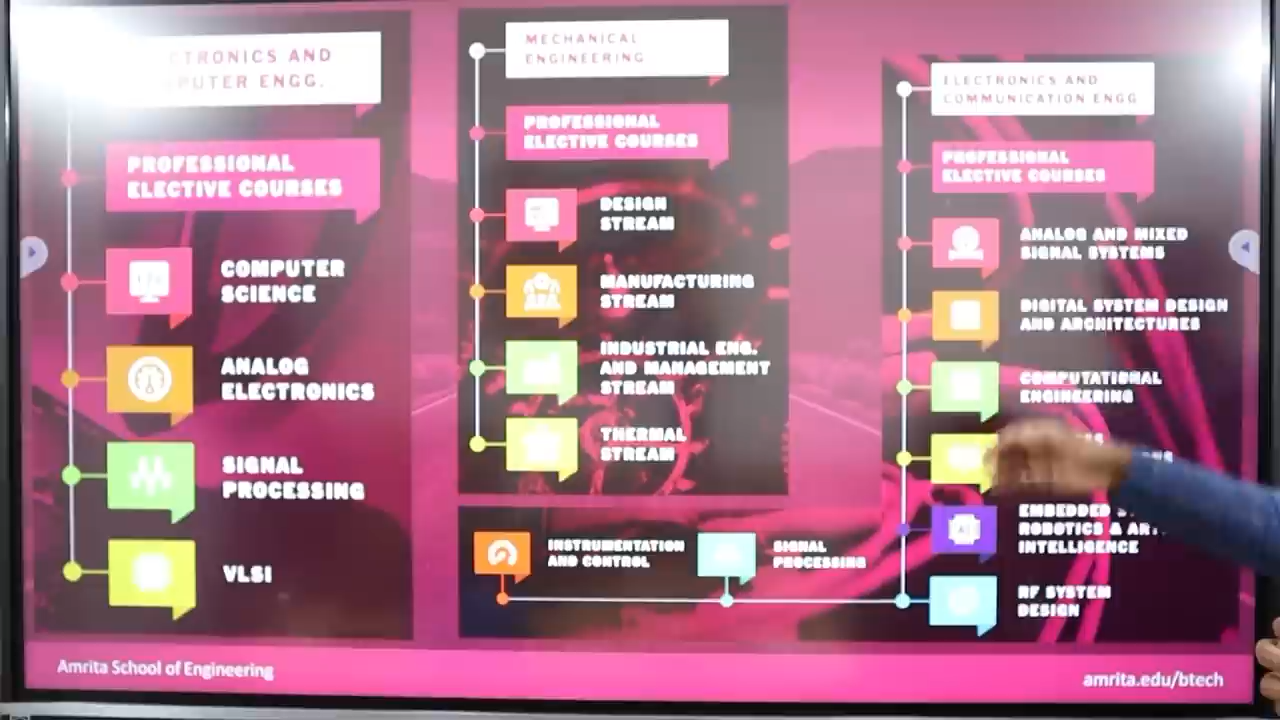 CTRONICS AND
PUTER ENGG.
PROFESSIONAL
ELECTIVE COURSES
COMPUTER
SCIENCE
ANALOG
ELECTRONICS
SIGNAL
PROCESSING
VLSI
MECHANICAL
ENGINEERING
PROFESSIONAL
ELECTIVE COURSES
DESIGN
STREAM
MANUFACTURING
STREAM
INDUSTRIAL ENG.
AND MANAGEMENT
STREAM
THERMAL
STREAM
INSTRUMENTATION
AND CONTROL
SIGNAL
PROCESSING
ELECTRONICS AND
COMMUNICATION ENGG
PROFESSIONAL
ELECTIVE COURSES
ANALOG AND MIXED
SIGNAL SYSTEMS
DIGITAL SYSTEM DESIGN
AND ARCHITECTURES
COMPUTATIONAL
ENGINEERING
EMBEDDED
ROBOTICS &
INTELLIGENCE
RF SYSTEM
DESIGN
Amrita School of Engineering
amrita.edu/btech